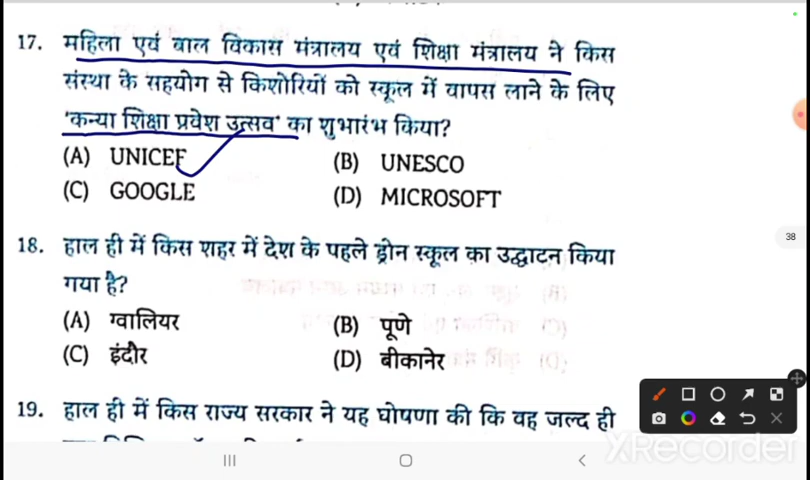 17. महिला एवं बाल विकास मंत्रालय एवं शिक्षा मंत्रालय ने किस
संस्था के सहयोग से किशोरियों को स्कूल में वापस लाने के लिए
'कन्या शिक्षा प्रवेश उत्सव' का शुभारंभ किया?
(A) UNICEF (B) UNESCO
(C) GOOGLE (D) MICROSOFT
38
18. हाल ही में किस शहर में देश के पहले ड्रोन स्कूल का उद्घाटन किया
गया है?
(A) ग्वालियर (B) पूणे
(C) इंदौर (D) बीकानेर
19. हाल ही में किस राज्य सरकार ने यह घोषणा की कि वह जल्द ही
XRecorder